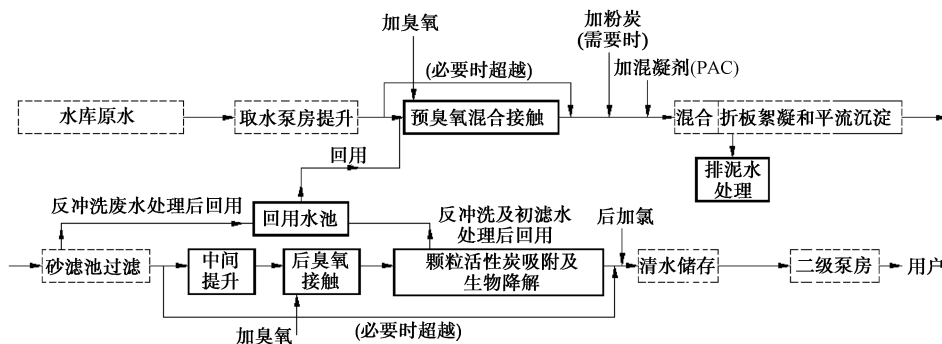 加臭氧
加粉炭
(需要时)
(必要时超越)
加混凝剂(PAC)
水库原水
取水泵房提升
预臭氧混合接触
混合
折板絮凝和平流沉淀
回用
排泥水
处理
反冲洗废水处理后回用
回用水池
反冲洗及初滤水
处理后回用
后加氯
砂滤池过滤
中间
提升
后臭氧
接触
颗粒活性炭吸附及
生物降解
清水储存
二级泵房
用户
加臭氧
(必要时超越)